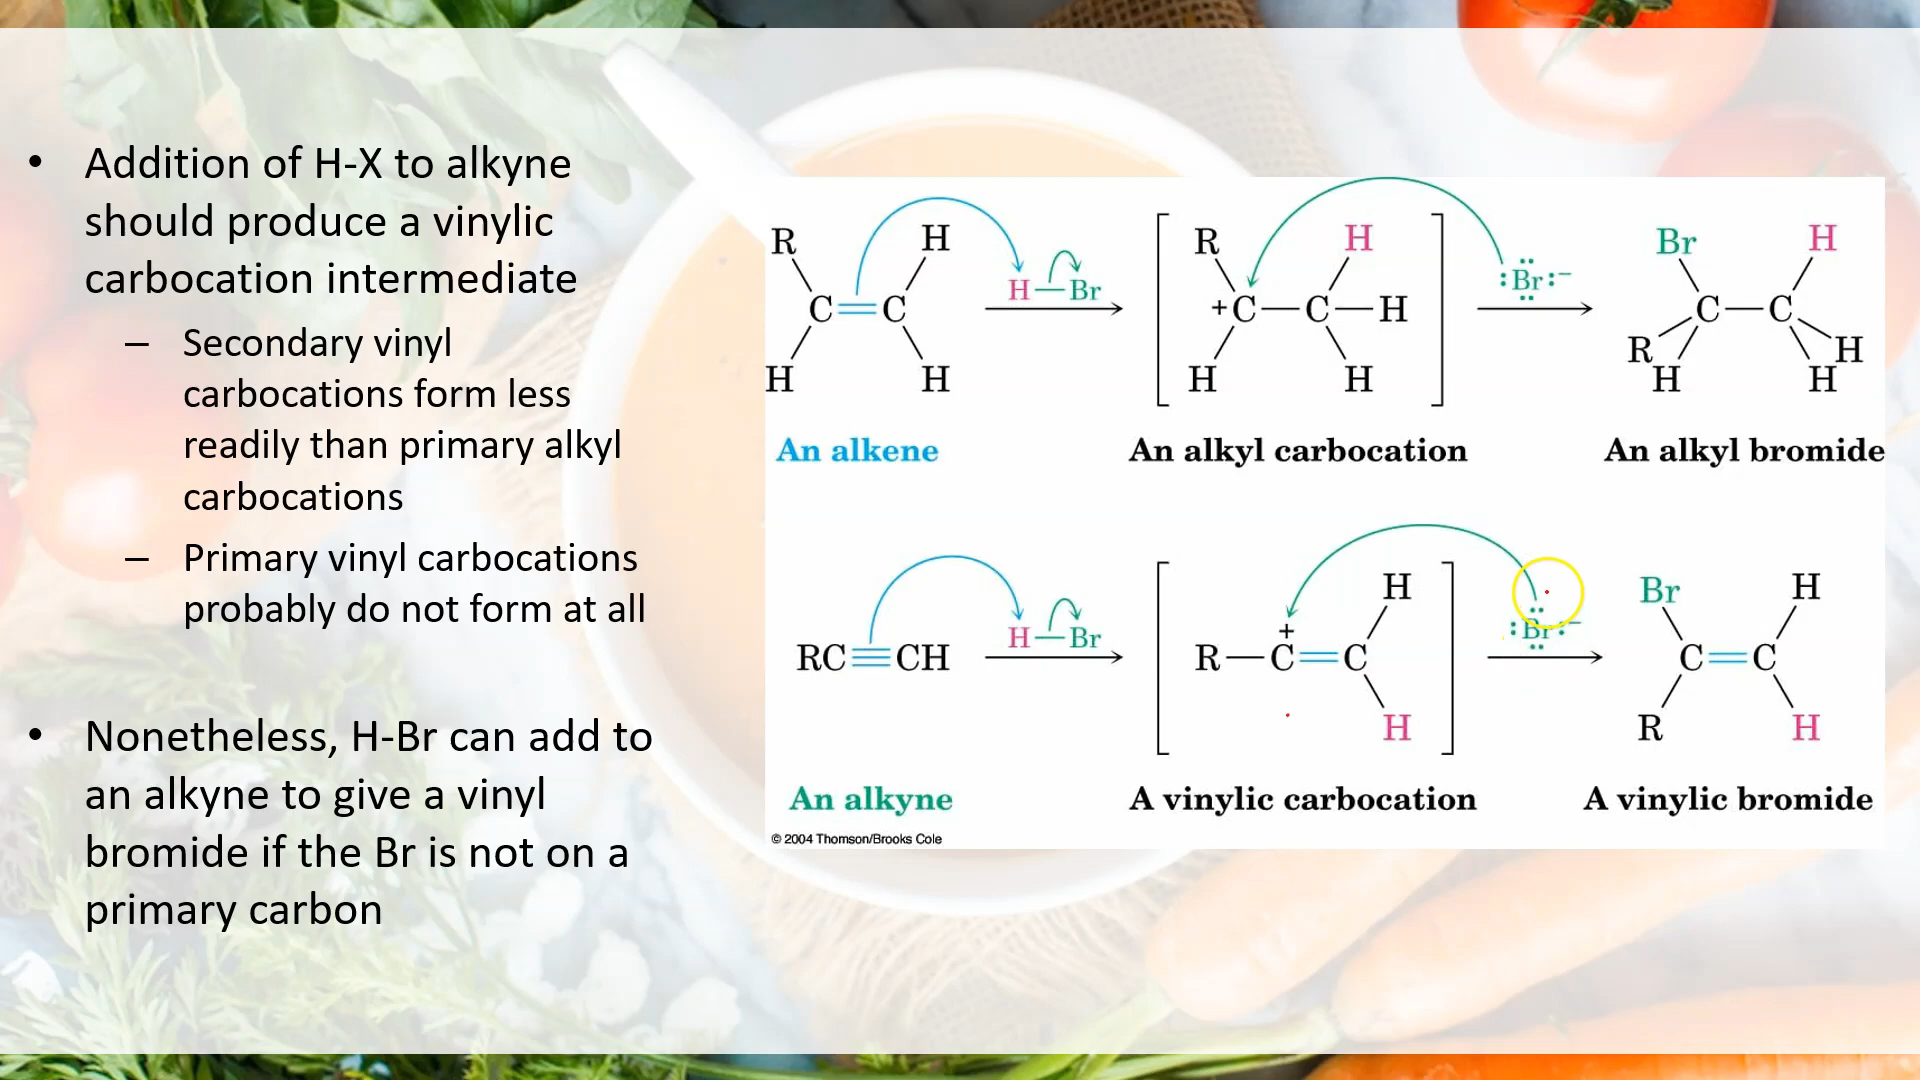 • Addition of H-X to alkyne
should produce a vinylic
carbocation intermediate
– Secondary vinyl
carbocations form less
readily than primary alkyl
carbocations
– Primary vinyl carbocations
probably do not form at all
• Nonetheless, H-Br can add to
an alkyne to give a vinyl
bromide if the Br is not on a
primary carbon
R H R H Br H
H—Br :Br:−
C=C +C—C—H C—C
R H
H H H H H H
An alkene An alkyl carbocation An alkyl bromide
H Br H
+
H—Br :Br:−
RC≡CH R—C=C C=C
H R H
An alkyne A vinylic carbocation A vinylic bromide
© 2004 Thomson/Brooks Cole